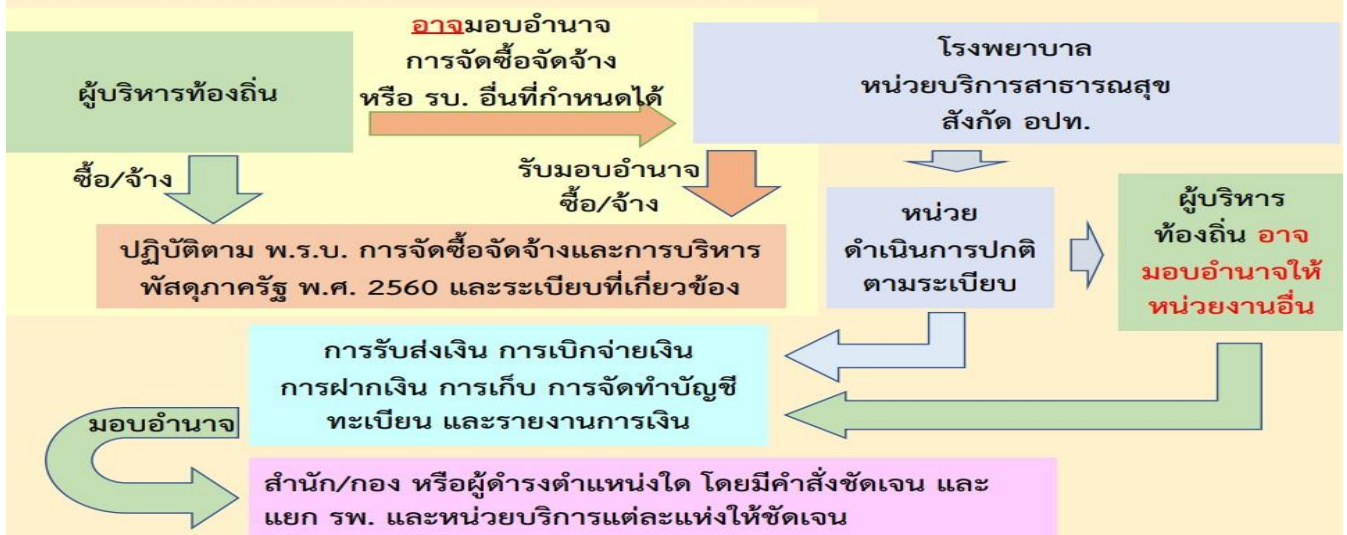 ผู้บริหารท้องถิ่น
อาจมอบอำนาจ
การจัดซื้อจัดจ้าง
หรือ รบ. อื่นที่กำหนดได้
โรงพยาบาล
หน่วยบริการสาธารณสุข
สังกัด อปท.
ซื้อ/จ้าง
รับมอบอำนาจ
ซื้อ/จ้าง
ปฏิบัติตาม พ.ร.บ. การจัดซื้อจัดจ้างและการบริหาร
พัสดุภาครัฐ พ.ศ. 2560 และระเบียบที่เกี่ยวข้อง
หน่วย
ดำเนินการปกติ
ตามระเบียบ
ผู้บริหาร
ท้องถิ่น อาจ
มอบอำนาจให้
หน่วยงานอื่น
การรับส่งเงิน การเบิกจ่ายเงิน
การฝากเงิน การเก็บ การจัดทำบัญชี
ทะเบียน และรายงานการเงิน
มอบอำนาจ
สำนัก/กอง หรือผู้ดำรงตำแหน่งใด โดยมีคำสั่งชัดเจน และ
แยก รพ. และหน่วยบริการแต่ละแห่งให้ชัดเจน